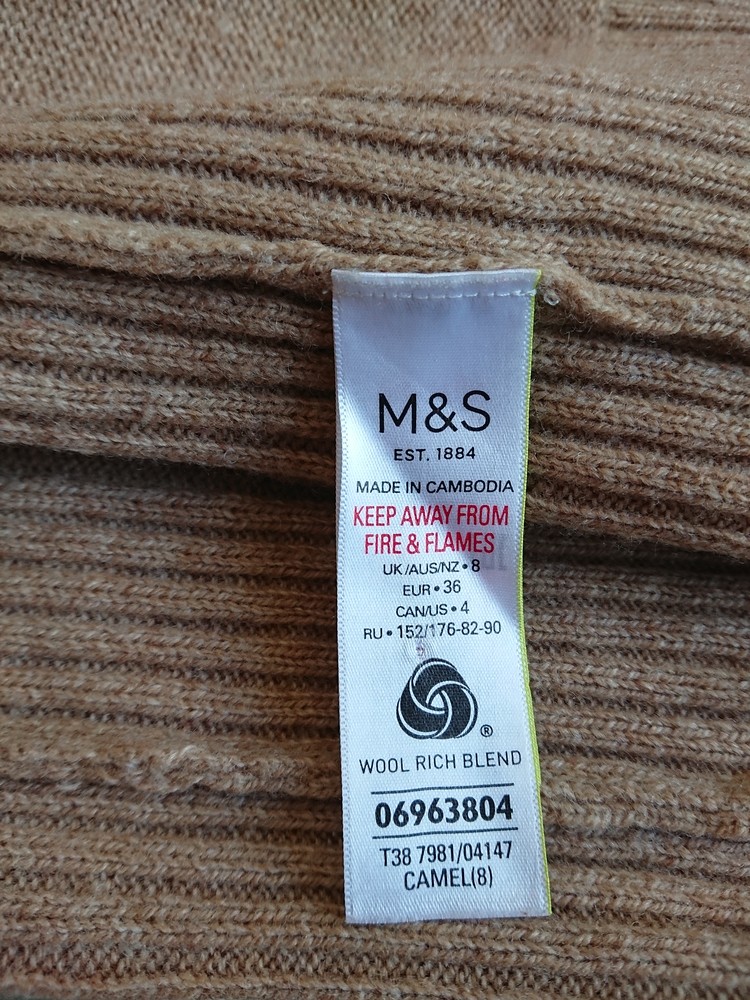 M&S
EST. 1884
MADE IN CAMBODIA
KEEP AWAY FROM
FIRE & FLAMES
UK/AUS/NZ • 8
EUR • 36
CAN/US • 4
RU • 152/176-82-90
®
WOOL RICH BLEND
06963804
T38 7981/04147
CAMEL(8)